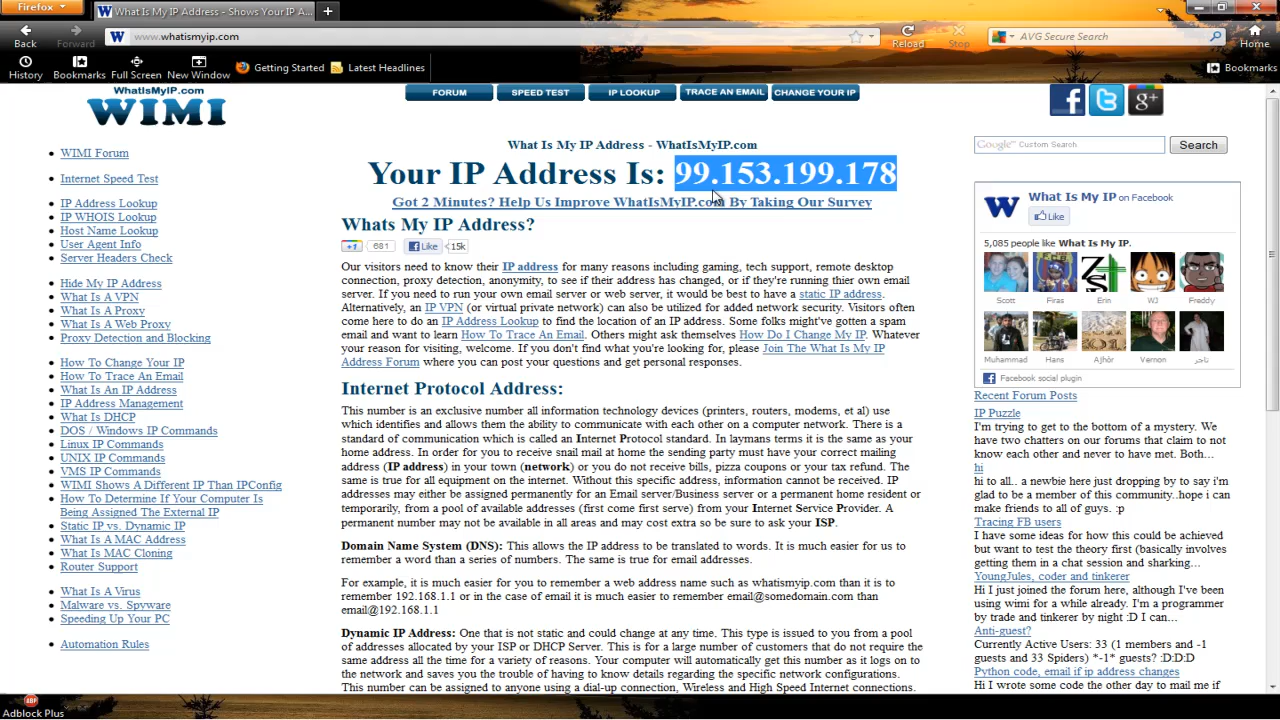 Firefox
What Is My IP Address - Shows Your IP A...
Back
Forward
www.whatismyip.com
Reload
Stop
AVG Secure Search
Home
History
Bookmarks
Full Screen
New Window
Getting Started
Latest Headlines
Bookmarks
WhatIsMyIP.com
WIMI
FORUM
SPEED TEST
IP LOOKUP
TRACE AN EMAIL
CHANGE YOUR IP
WIMI Forum
Internet Speed Test
IP Address Lookup
IP WHOIS Lookup
Host Name Lookup
User Agent Info
Server Headers Check
Hide My IP Address
What Is A VPN
What Is A Proxy
What Is A Web Proxy
Proxy Detection and Blocking
How To Change Your IP
How To Trace An Email
What Is An IP Address
IP Address Management
What Is DHCP
DOS / Windows IP Commands
Linux IP Commands
UNIX IP Commands
VMS IP Commands
WIMI Shows A Different IP Than IPConfig
How To Determine If Your Computer Is
Being Assigned The External IP
Static IP vs. Dynamic IP
What Is A MAC Address
What Is MAC Cloning
Router Support
What Is A Virus
Malware vs. Spyware
Speeding Up Your PC
Automation Rules
What Is My IP Address - WhatIsMyIP.com
Your IP Address Is: 99.153.199.178
Got 2 Minutes? Help Us Improve WhatIsMyIP.com By Taking Our Survey
Whats My IP Address?
+1 681 Like 15k
Our visitors need to know their IP address for many reasons including gaming, tech support, remote desktop
connection, proxy detection, anonymity, to see if their address has changed, or if they're running thier own email
server. If you need to run your own email server or web server, it would be best to have a static IP address.
Alternatively, an IP VPN (or virtual private network) can also be utilized for added network security. Visitors often
come here to do an IP Address Lookup to find the location of an IP address. Some folks might've gotten a spam
email and want to learn How To Trace An Email. Others might ask themselves How Do I Change My IP. Whatever
your reason for visiting, welcome. If you don't find what you're looking for, please Join The What Is My IP
Address Forum where you can post your questions and get personal responses.
Internet Protocol Address:
This number is an exclusive number all information technology devices (printers, routers, modems, et al) use
which identifies and allows them the ability to communicate with each other on a computer network. There is a
standard of communication which is called an Internet Protocol standard. In laymans terms it is the same as your
home address. In order for you to receive snail mail at home the sending party must have your correct mailing
address (IP address) in your town (network) or you do not receive bills, pizza coupons or your tax refund. The
same is true for all equipment on the internet. Without this specific address, information cannot be received. IP
addresses may either be assigned permanently for an Email server/Business server or a permanent home resident or
temporarily, from a pool of available addresses (first come first serve) from your Internet Service Provider. A
permanent number may not be available in all areas and may cost extra so be sure to ask your ISP.
Domain Name System (DNS): This allows the IP address to be translated to words. It is much easier for us to
remember a word than a series of numbers. The same is true for email addresses.
For example, it is much easier for you to remember a web address name such as whatismyip.com than it is to
remember 192.168.1.1 or in the case of email it is much easier to remember email@somedomain.com than
email@192.168.1.1
Dynamic IP Address: One that is not static and could change at any time. This type is issued to you from a pool
of addresses allocated by your ISP or DHCP Server. This is for a large number of customers that do not require the
same address all the time for a variety of reasons. Your computer will automatically get this number as it logs on to
the network and saves you the trouble of having to know details regarding the specific network configurations.
This number can be assigned to anyone using a dial-up connection, Wireless and High Speed Internet connections.
Google Custom Search
Search
What Is My IP on Facebook
Like
5,085 people like What Is My IP.
Scott Firas Erin WJ Freddy
Muhammad Hans Ajhör Vernon تاجر
Facebook social plugin
Recent Forum Posts
IP Puzzle
I'm trying to get to the bottom of a mystery. We
have two chatters on our forums that claim to not
know each other and never to have met. Both...
hi
hi to all.. a newbie here just dropping by to say i'm
glad to be a member of this community..hope i can
make friends to all of guys. :p
Tracing FB users
I have some ideas for how this could be achieved
but want to test the theory first (basically involves
getting them in a chat session and sharking...
YoungJules, coder and tinkerer
Hi I just joined the forum here, although I've been
using wimi for a while already. I'm a programmer
by trade and tinkerer by night :D I can...
Anti-guest?
Currently Active Users: 33 (1 members and -1
guests and 33 Spiders) *-1* guests? :D:D:D
Python code, email if ip address changes
Hi I wrote some code the other day to mail me if
Adblock Plus